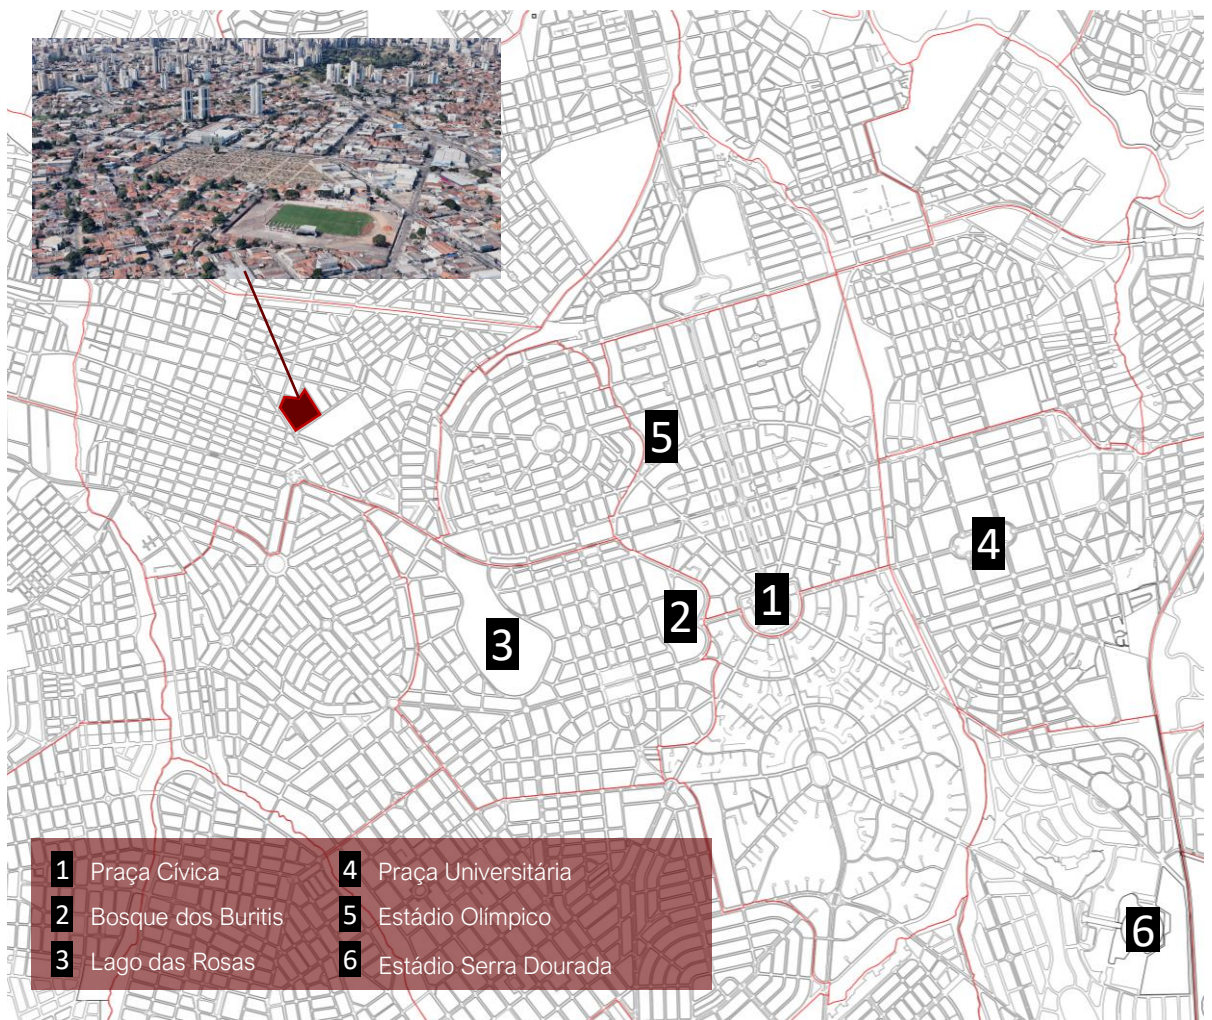 5
4
1
2
3
6
1 Praça Cívica
2 Bosque dos Buritis
3 Lago das Rosas
4 Praça Universitária
5 Estádio Olímpico
6 Estádio Serra Dourada